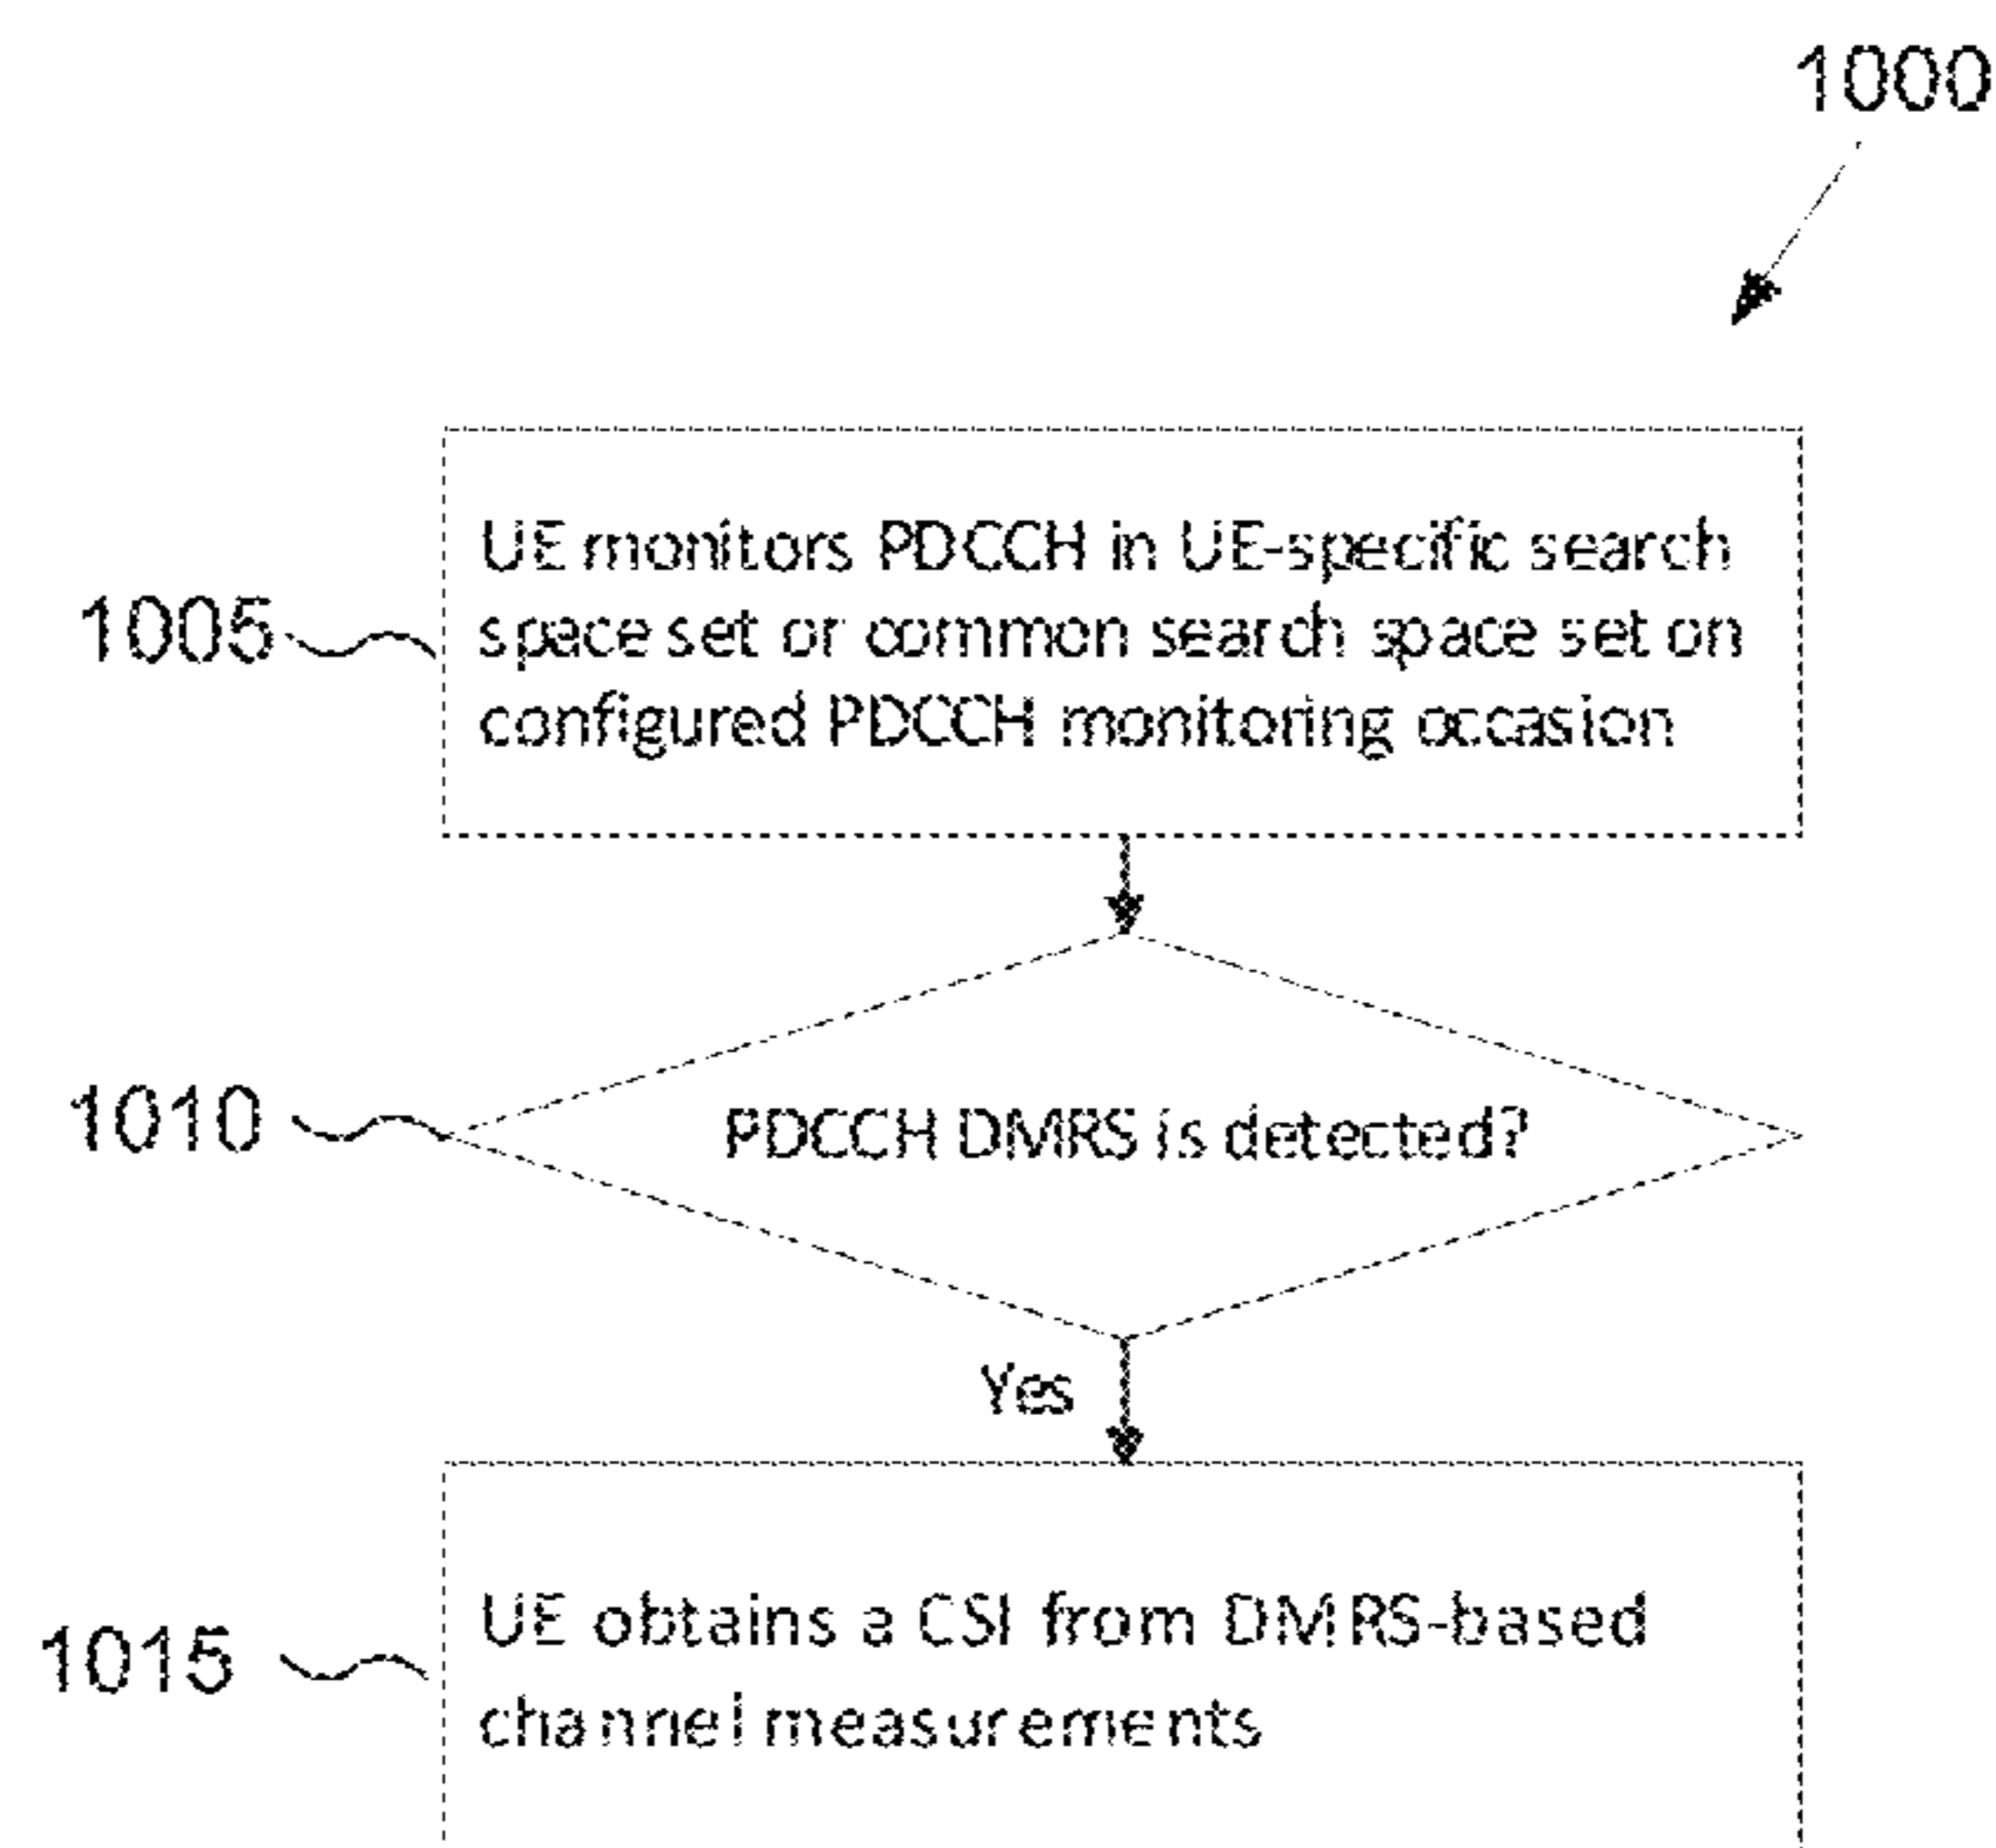 1000
UE monitors PDCCH in UE-specific search
1005
space set or common search space set on
configured PDCCH monitoring occasion
1010
PDCCH DMRS is detected?
Yes
UE obtains a CSI from DMRS-based
1015
channel measurements